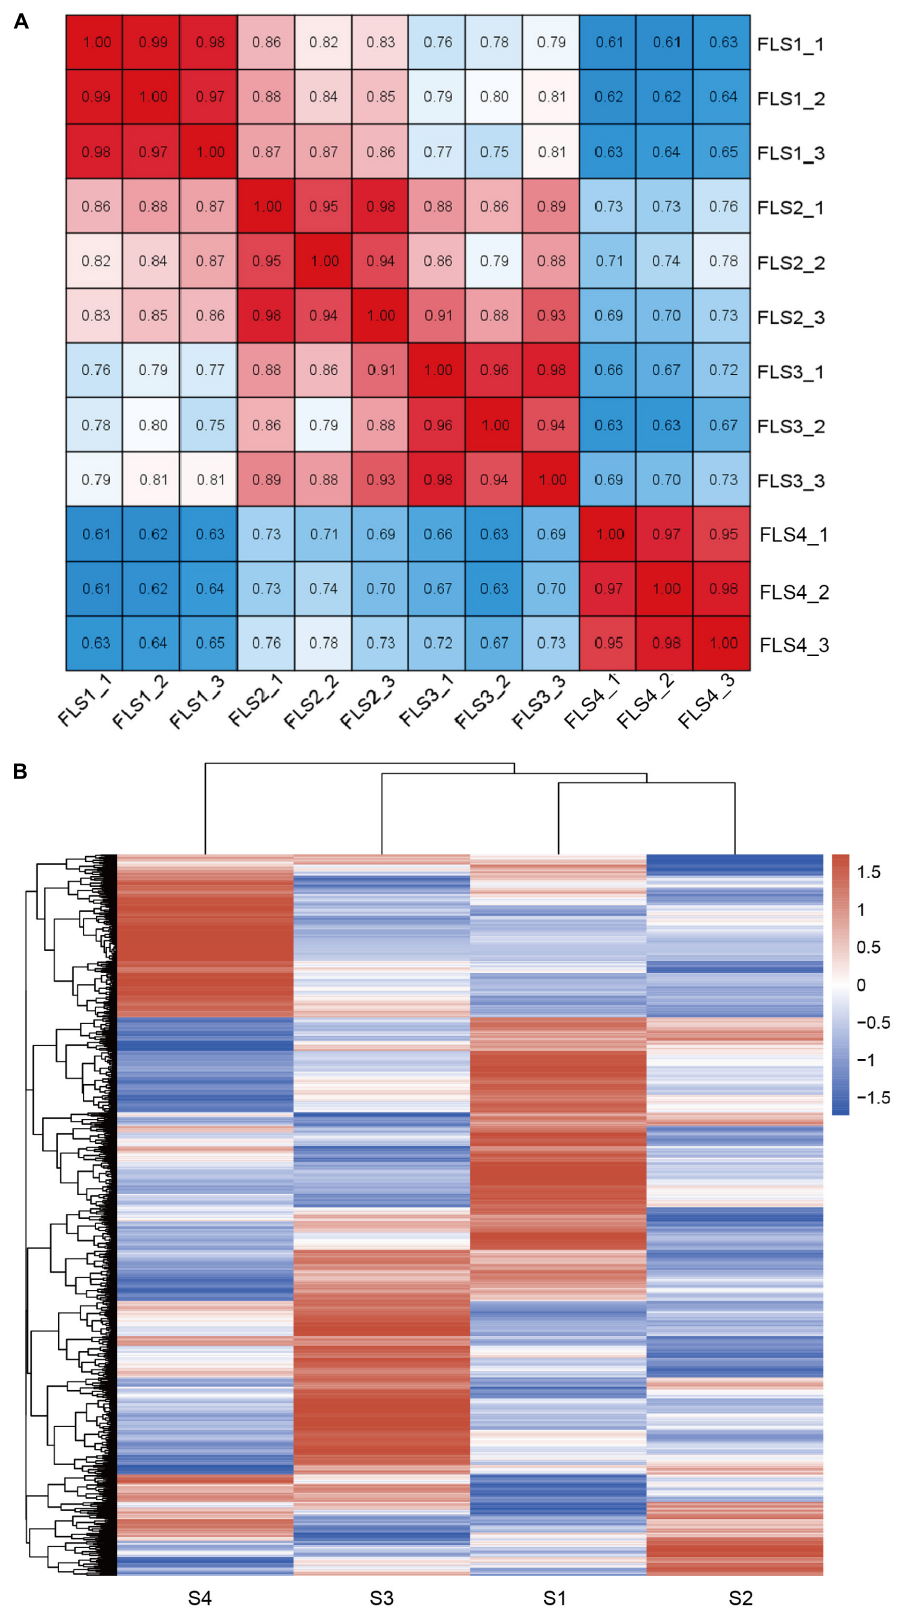 A
1.00 0.99 0.98 0.86 0.82 0.83 0.76 0.78 0.79 0.61 0.61 0.63 FLS1_1
0.99 1.00 0.97 0.88 0.84 0.85 0.79 0.80 0.81 0.62 0.62 0.64 FLS1_2
0.98 0.97 1.00 0.87 0.87 0.86 0.77 0.75 0.81 0.63 0.64 0.65 FLS1_3
0.86 0.88 0.87 1.00 0.95 0.98 0.88 0.86 0.89 0.73 0.73 0.76 FLS2_1
0.82 0.84 0.87 0.95 1.00 0.94 0.86 0.79 0.88 0.71 0.74 0.78 FLS2_2
0.83 0.85 0.86 0.98 0.94 1.00 0.91 0.88 0.93 0.69 0.70 0.73 FLS2_3
0.76 0.79 0.77 0.88 0.86 0.91 1.00 0.96 0.98 0.66 0.67 0.72 FLS3_1
0.78 0.80 0.75 0.86 0.79 0.88 0.96 1.00 0.94 0.63 0.63 0.67 FLS3_2
0.79 0.81 0.81 0.89 0.88 0.93 0.98 0.94 1.00 0.69 0.70 0.73 FLS3_3
0.61 0.62 0.63 0.73 0.71 0.69 0.66 0.63 0.69 1.00 0.97 0.95 FLS4_1
0.61 0.62 0.64 0.73 0.74 0.70 0.67 0.63 0.70 0.97 1.00 0.98 FLS4_2
0.63 0.64 0.65 0.76 0.78 0.73 0.72 0.67 0.73 0.95 0.98 1.00 FLS4_3
FLS1_1 FLS1_2 FLS1_3 FLS2_1 FLS2_2 FLS2_3 FLS3_1 FLS3_2 FLS3_3 FLS4_1 FLS4_2 FLS4_3
B
1.5
1
0.5
0
−0.5
−1
−1.5
S4 S3 S1 S2